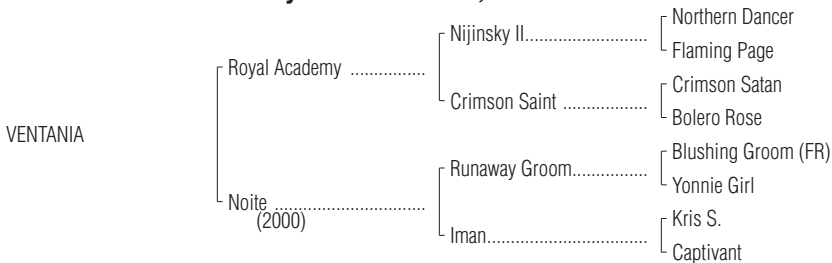 Northern Dancer
Nijinsky II..........................
Flaming Page
Royal Academy ................
Crimson Satan
Crimson Saint ..................
Bolero Rose
VENTANIA
Blushing Groom (FR)
Runaway Groom................
Yonnie Girl
Noite ................................
(2000)
Kris S.
Iman..................................
Captivant